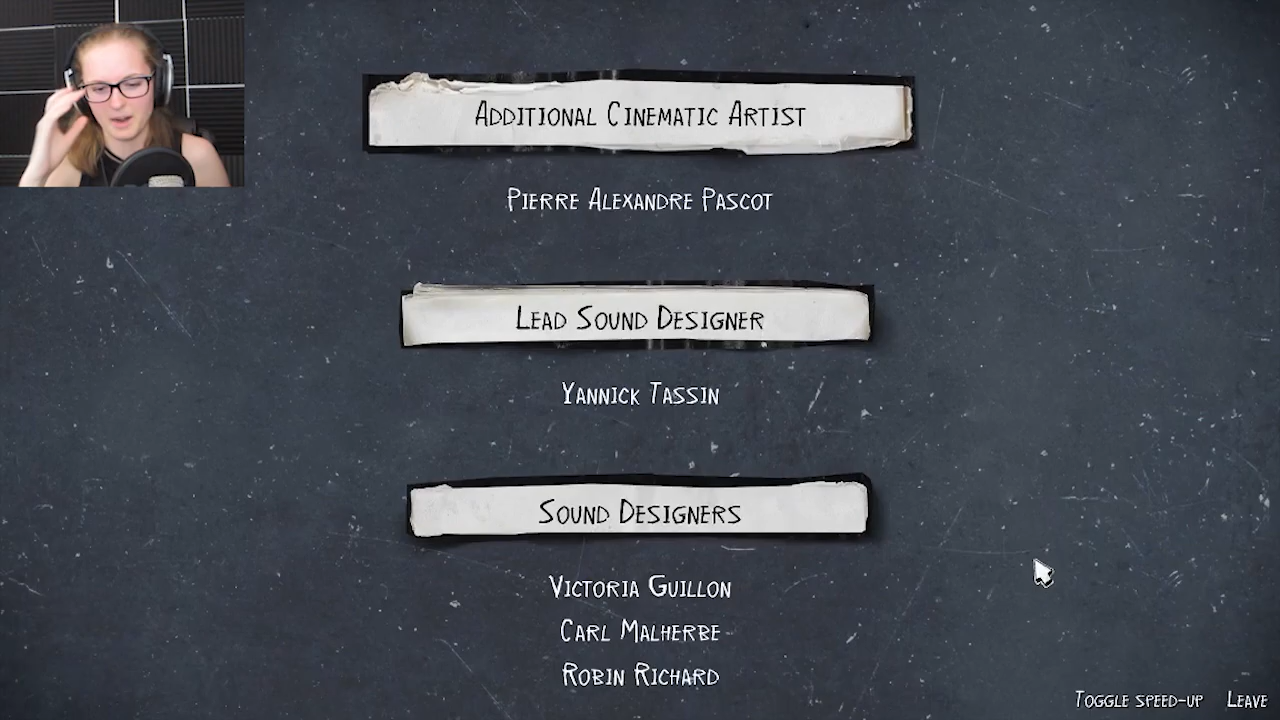 Additional Cinematic Artist
Pierre Alexandre Pascot
Lead Sound Designer
Yannick Tassin
Sound Designers
Victoria Guillon
Carl Malherbe
Robin Richard
Toggle speed-up Leave